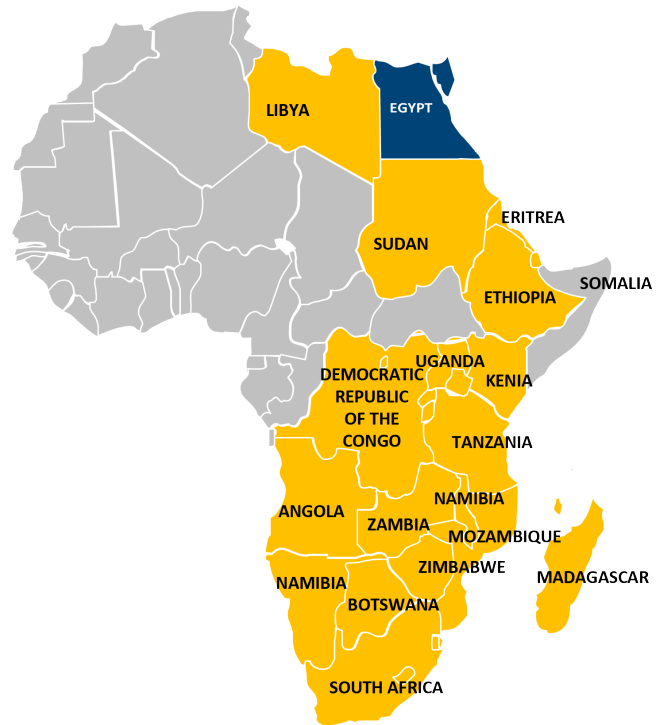 LIBYA
EGYPT
ERITREA
SUDAN
SOMALIA
ETHIOPIA
UGANDA
DEMOCRATIC
REPUBLIC
OF THE
CONGO
KENIA
TANZANIA
NAMIBIA
ANGOLA
ZAMBIA
MOZAMBIQUE
ZIMBABWE
MADAGASCAR
NAMIBIA
BOTSWANA
SOUTH AFRICA